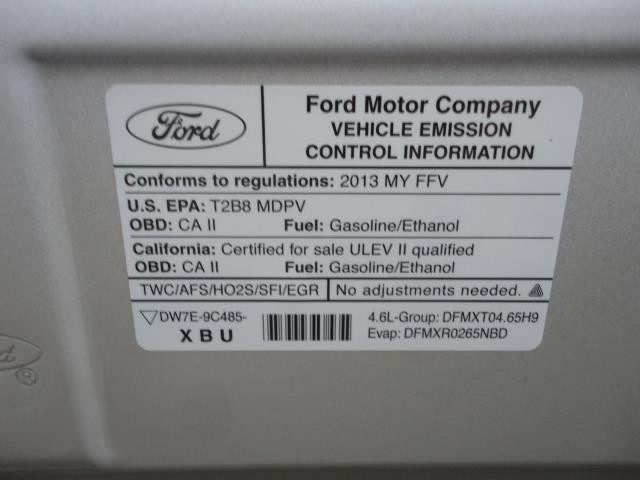 Ford
Ford Motor Company
VEHICLE EMISSION
CONTROL INFORMATION
Conforms to regulations: 2013 MY FFV
U.S. EPA: T2B8 MDPV
OBD: CA II Fuel: Gasoline/Ethanol
California: Certified for sale ULEV II qualified
OBD: CA II Fuel: Gasoline/Ethanol
TWC/AFS/HO2S/SFI/EGR No adjustments needed.
DW7E-9C485- 4.6L-Group: DFMXT04.65H9
X B U Evap: DFMXR0265NBD
Ford ®